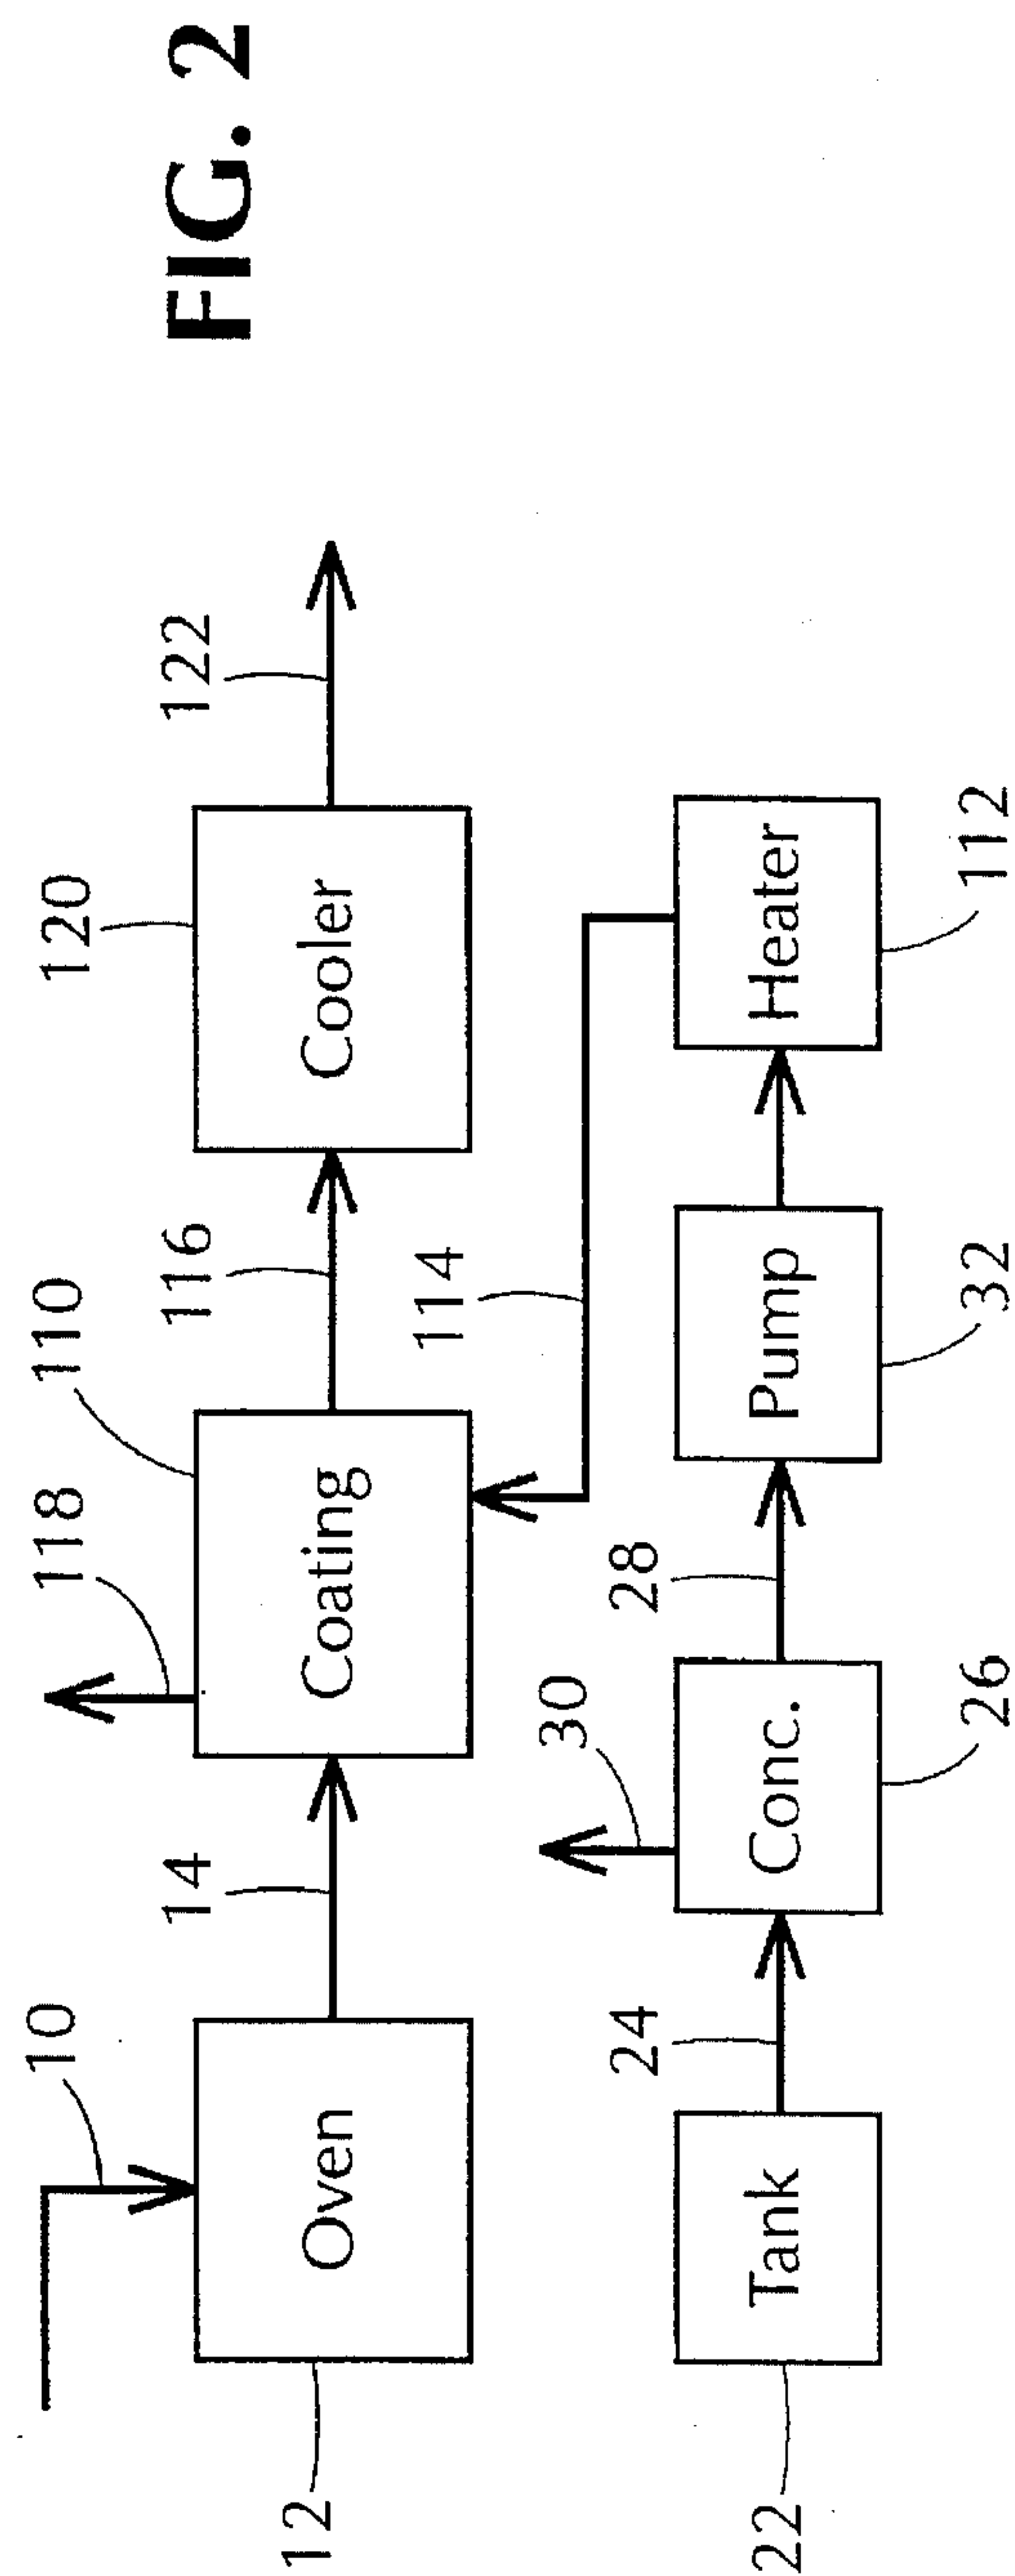 FIG. 2
10
118
110
120
14
116
122
12
Oven
Coating
Cooler
114
30
24
28
22
Tank
Conc.
Pump
Heater
26
32
112